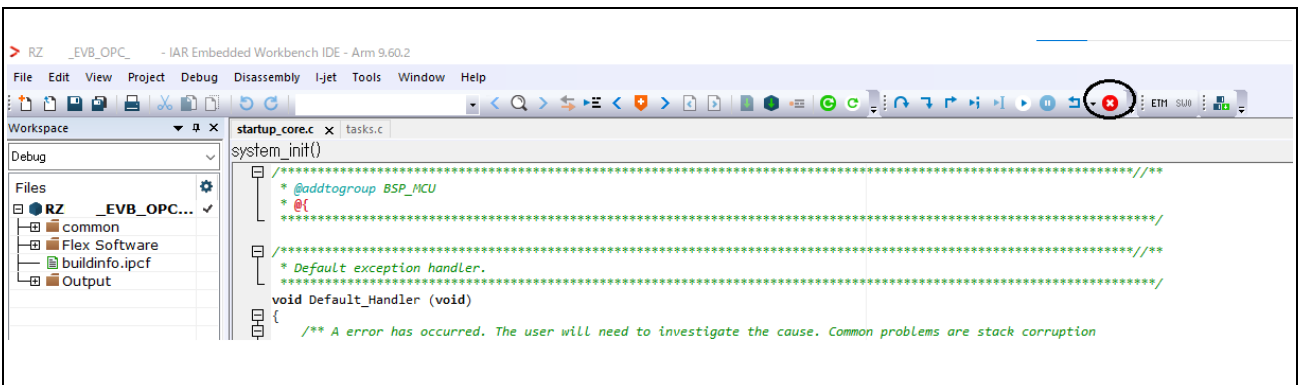 RZ _EVB_OPC_ - IAR Embedded Workbench IDE - Arm 9.60.2
File Edit View Project Debug Disassembly I-jet Tools Window Help
ETM SWO
Workspace
startup_core.c tasks.c
Debug
system_init()
Files
RZ _EVB_OPC...
common
Flex Software
buildinfo.ipcf
Output
/**********************************************************************************************************************//**
* @addtogroup BSP_MCU
* @{
**********************************************************************************************************************/
/**********************************************************************************************************************//**
* Default exception handler.
**********************************************************************************************************************/
void Default_Handler (void)
{
/** A error has occurred. The user will need to investigate the cause. Common problems are stack corruption